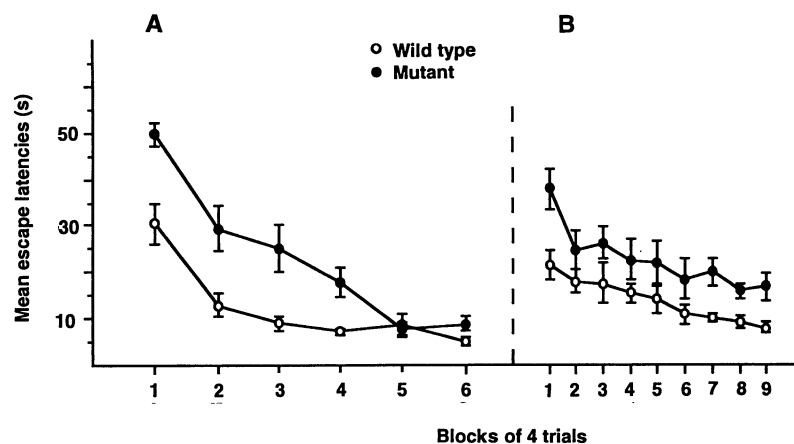 A
B
Wild type
Mutant
Mean escape latencies (s)
50
30
10
1 2 3 4 5 6
1 2 3 4 5 6 7 8 9
Blocks of 4 trials